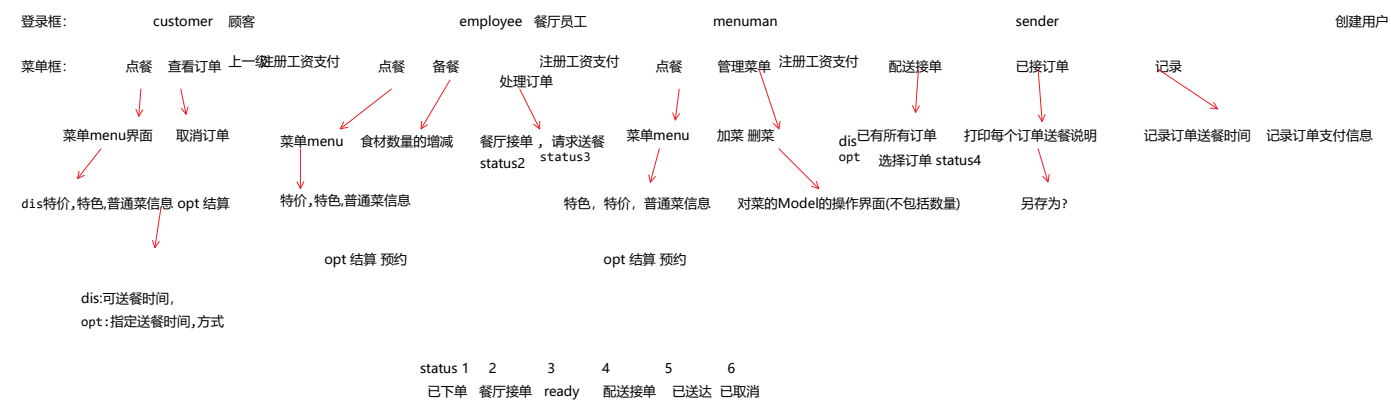 登录框： customer 顾客 employee 餐厅员工 menuman sender 创建用户
菜单框： 点餐 查看订单 上一级 注册工资支付 点餐 备餐 处理订单 注册工资支付 点餐 管理菜单 注册工资支付 配送接单 已接订单 记录
菜单menu界面 取消订单 菜单menu 食材数量的增减 餐厅接单 ，请求送餐 菜单menu 加菜 删菜 dis 已有所有订单 打印每个订单送餐说明 记录订单送餐时间 记录订单支付信息
status2 status3 opt 选择订单 status4
dis特价,特色,普通菜信息 opt 结算 特价,特色,普通菜信息 特色，特价，普通菜信息 对菜的Model的操作界面(不包括数量) 另存为?
opt 结算 预约 opt 结算 预约
dis:可送餐时间,
opt:指定送餐时间,方式
status 1 2 3 4 5 6
已下单 餐厅接单 ready 配送接单 已送达 已取消